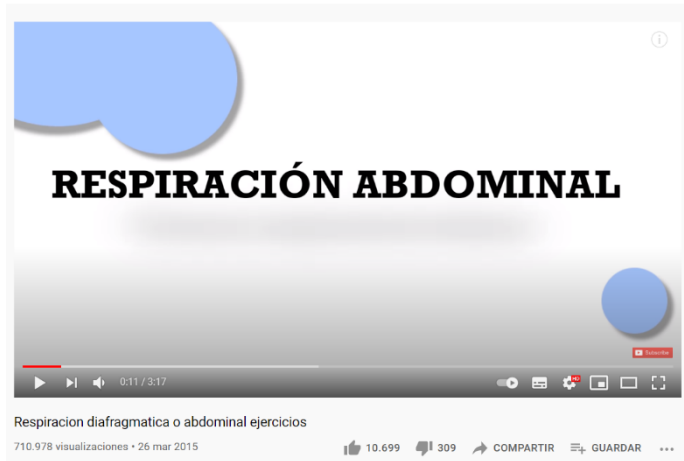 RESPIRACIÓN ABDOMINAL
Subscribe
0:11 / 3:17
HD
Respiracion diafragmatica o abdominal ejercicios
710.978 visualizaciones • 26 mar 2015
10.699 309 COMPARTIR GUARDAR